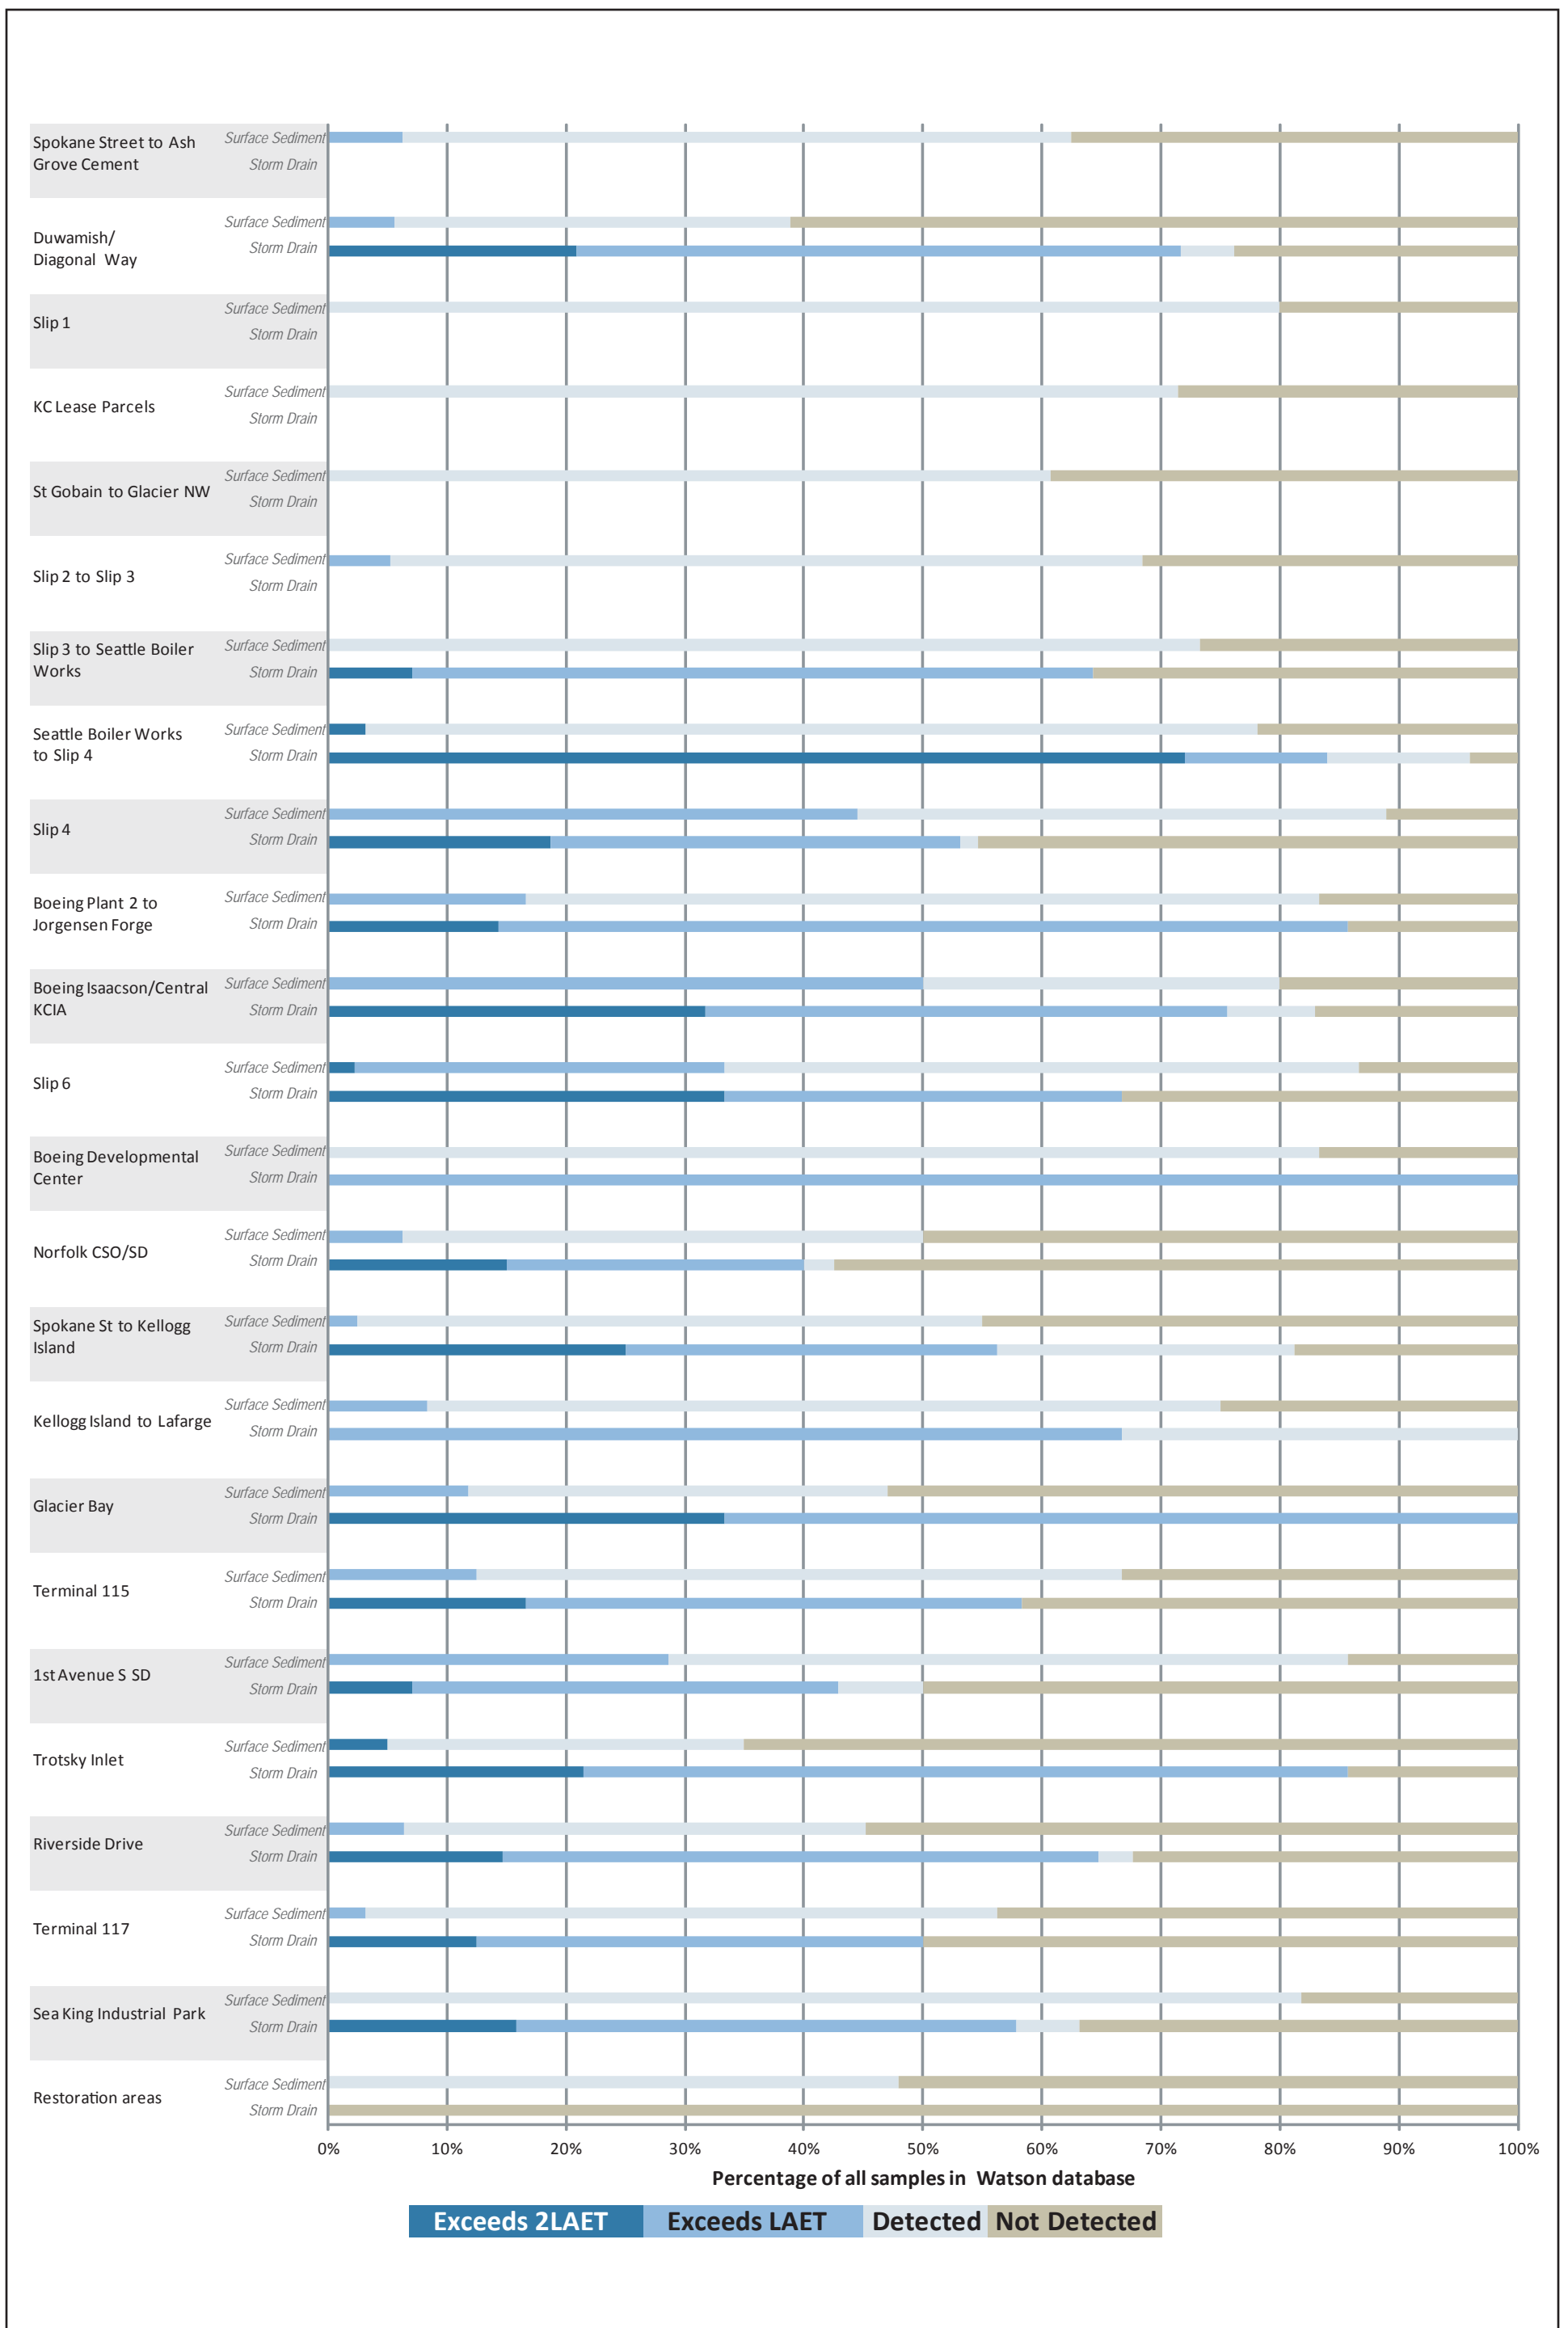 Spokane Street to Ash
Grove Cement
Surface Sediment
Storm Drain
Duwamish/
Diagonal Way
Surface Sediment
Storm Drain
Slip 1
Surface Sediment
Storm Drain
KC Lease Parcels
Surface Sediment
Storm Drain
St Gobain to Glacier NW
Surface Sediment
Storm Drain
Slip 2 to Slip 3
Surface Sediment
Storm Drain
Slip 3 to Seattle Boiler
Works
Surface Sediment
Storm Drain
Seattle Boiler Works
to Slip 4
Surface Sediment
Storm Drain
Slip 4
Surface Sediment
Storm Drain
Boeing Plant 2 to
Jorgensen Forge
Surface Sediment
Storm Drain
Boeing Isaacson/Central
KCIA
Surface Sediment
Storm Drain
Slip 6
Surface Sediment
Storm Drain
Boeing Developmental
Center
Surface Sediment
Storm Drain
Norfolk CSO/SD
Surface Sediment
Storm Drain
Spokane St to Kellogg
Island
Surface Sediment
Storm Drain
Kellogg Island to Lafarge
Surface Sediment
Storm Drain
Glacier Bay
Surface Sediment
Storm Drain
Terminal 115
Surface Sediment
Storm Drain
1st Avenue S SD
Surface Sediment
Storm Drain
Trotsky Inlet
Surface Sediment
Storm Drain
Riverside Drive
Surface Sediment
Storm Drain
Terminal 117
Surface Sediment
Storm Drain
Sea King Industrial Park
Surface Sediment
Storm Drain
Restoration areas
Surface Sediment
Storm Drain
0% 10% 20% 30% 40% 50% 60% 70% 80% 90% 100%
Percentage of all samples in Watson database
Exceeds 2LAET Exceeds LAET Detected Not Detected